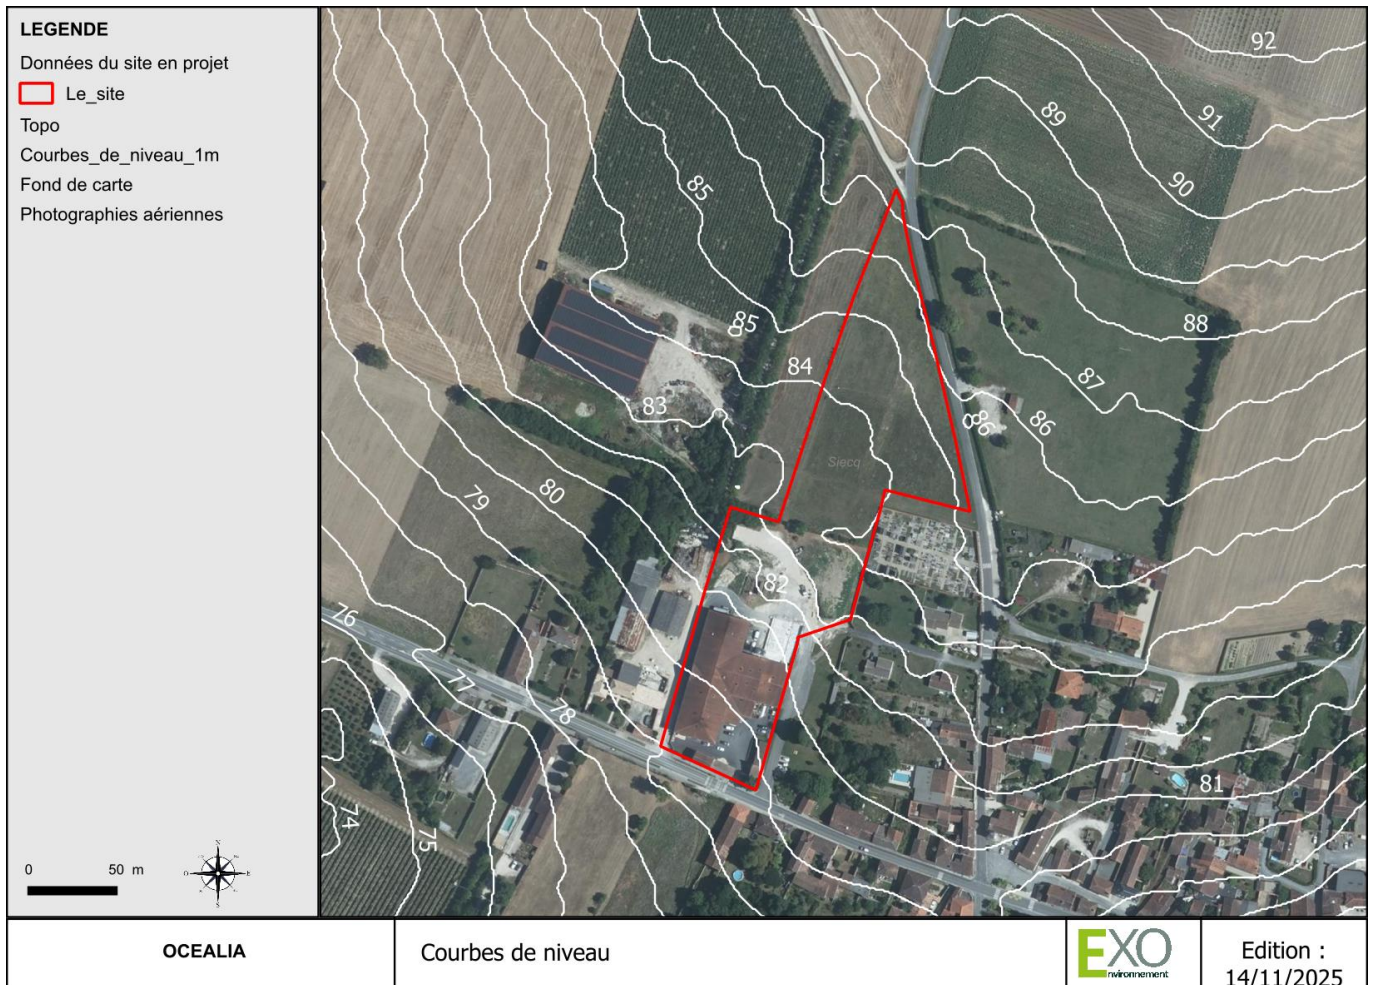 LEGENDE
Données du site en projet
Le_site
Topo
Courbes_de_niveau_1m
Fond de carte
Photographies aériennes
0 50 m
N
O E
S
92
91
89
90
85
88
85
84
87
83
86
86
Siecq
80
79
82
76
77
78
81
74
75
OCEALIA
Courbes de niveau
EXO
nvironnement
Edition :
14/11/2025